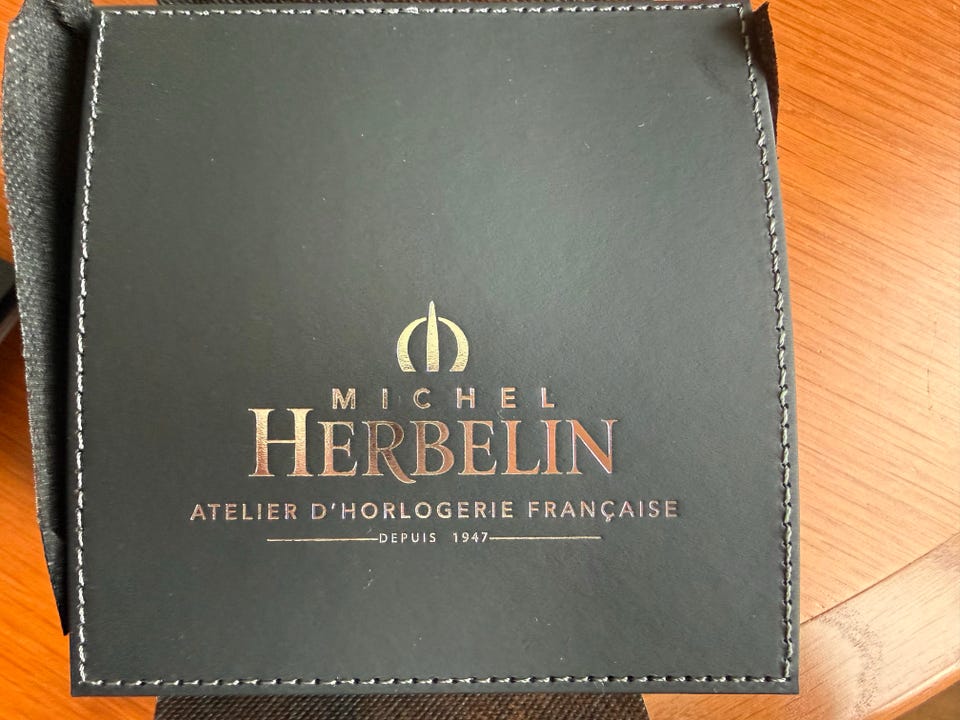 MICHEL
HERBELIN
ATELIER D'HORLOGERIE FRANÇAISE
DEPUIS 1947